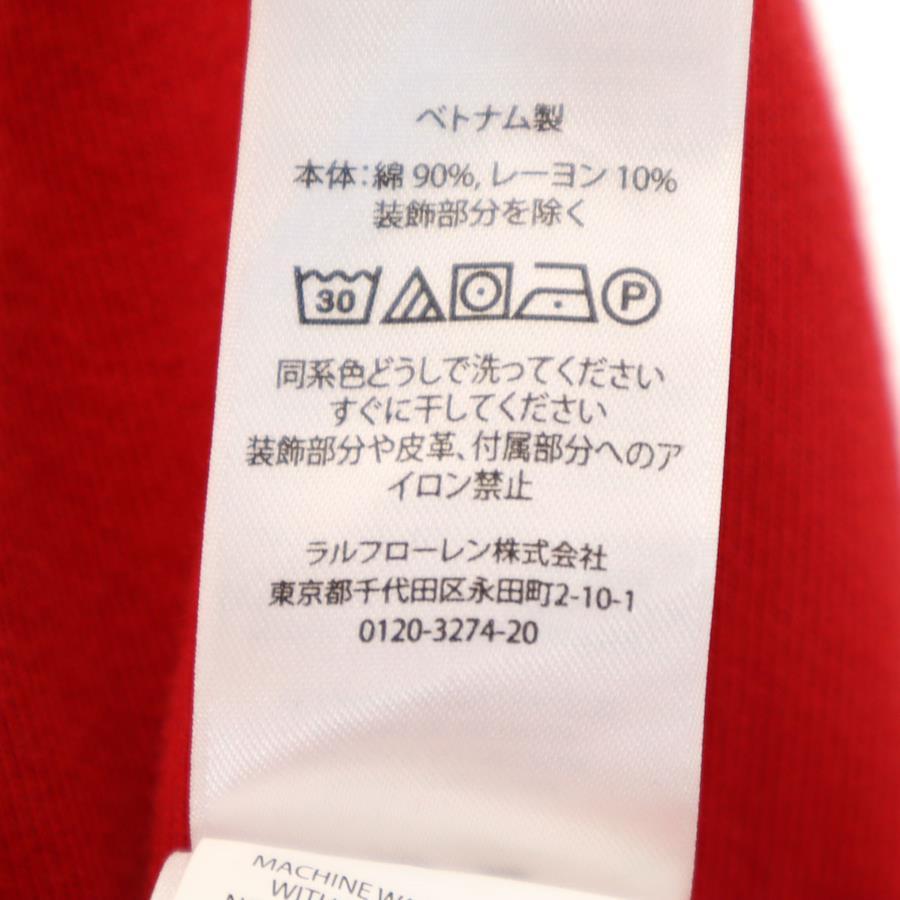 ベトナム製
本体:綿 90%, レーヨン 10%
装飾部分を除く
30 P
同系色どうしで洗ってください
すぐに干してください
装飾部分や皮革、付属部分へのア
イロン禁止
ラルフローレン株式会社
東京都千代田区永田町2-10-1
0120-3274-20
MACHINE
WITH